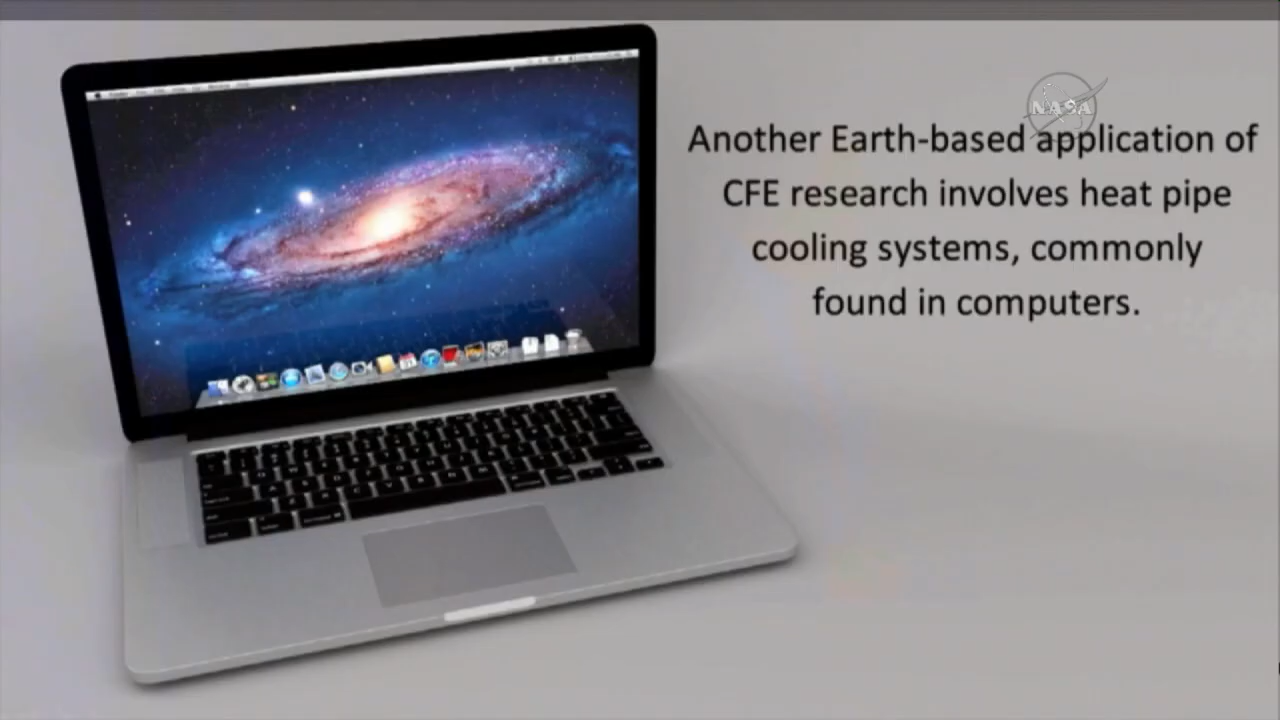 NASA
Another Earth-based application of
CFE research involves heat pipe
cooling systems, commonly
found in computers.